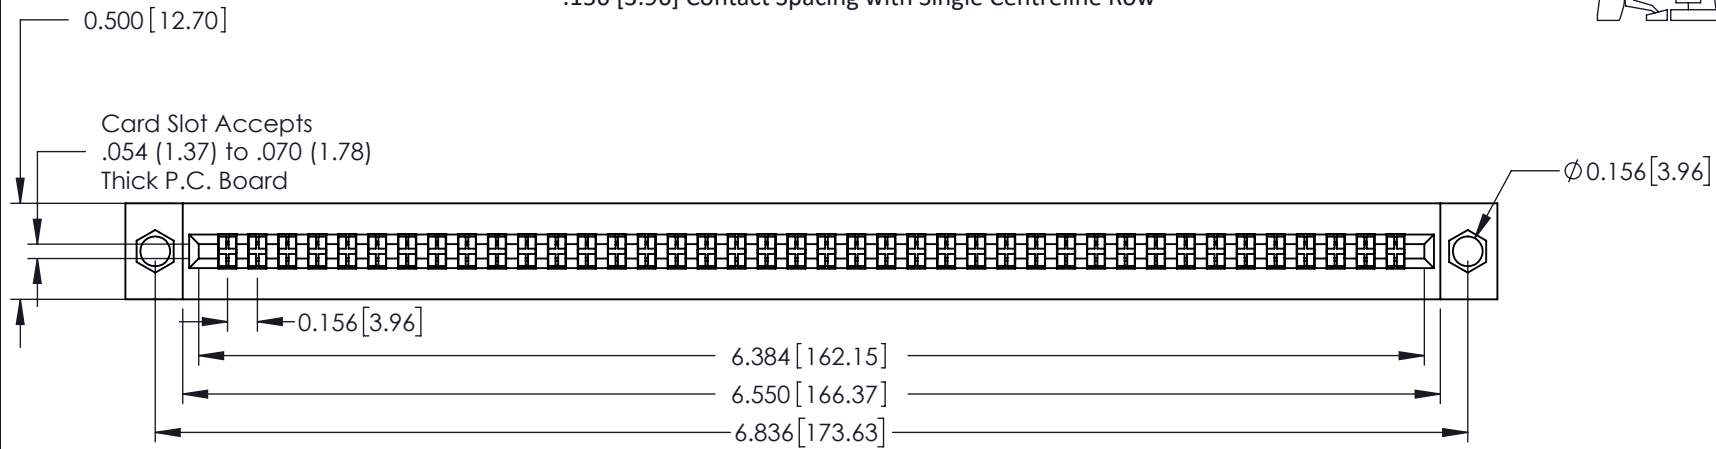 .156 [3.96] Contact Spacing with Single Centreline Row
0.500 [12.70]
Card Slot Accepts
.054 (1.37) to .070 (1.78)
Thick P.C. Board
Ø0.156[3.96]
0.156[3.96]
6.384 [162.15]
6.550 [166.37]
6.836 [173.63]